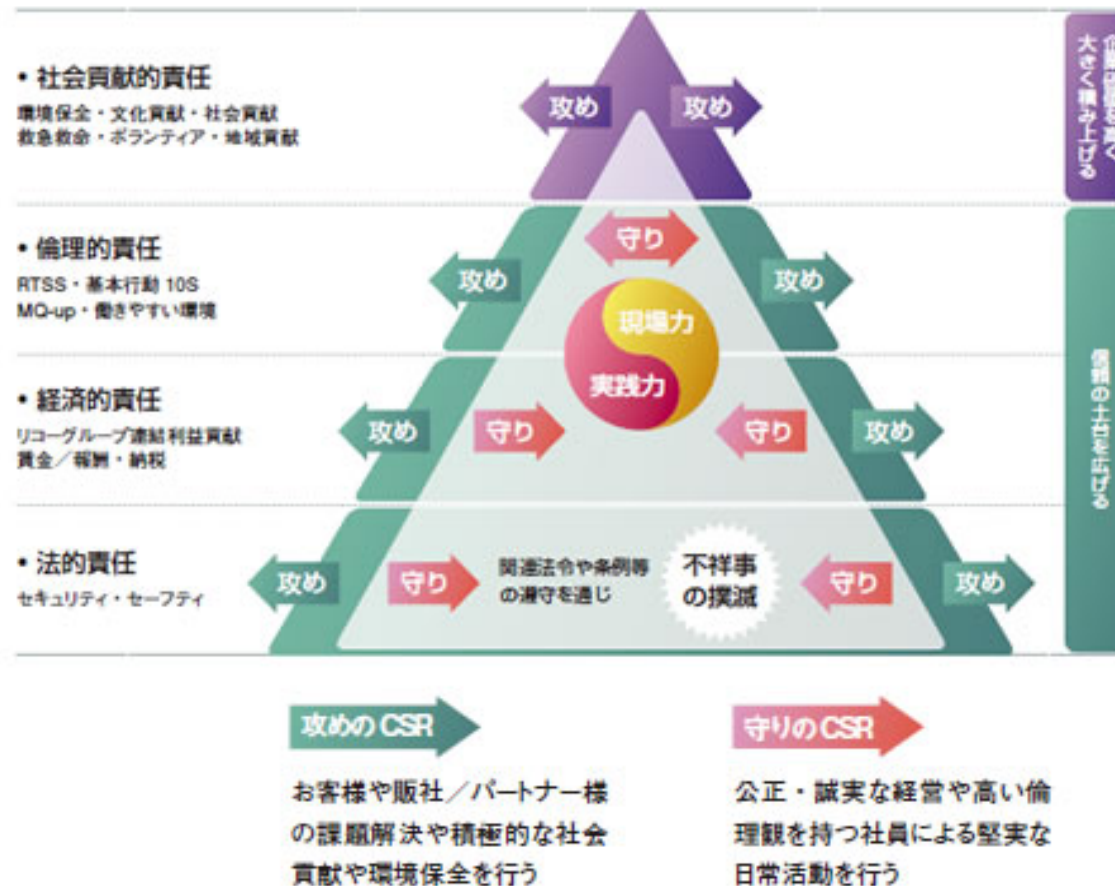 • 社会貢献的責任
環境保全・文化貢献・社会貢献
救急救命・ボランティア・地域貢献
攻め
攻め
大きく積み上げる
• 倫理的責任
RTSS・基本行動 10S
MQ-up・働きやすい環境
守り
攻め
攻め
現場力
実践力
• 経済的責任
リコーグループ連結利益貢献
賃金/報酬・納税
攻め
守り
守り
攻め
信頼の土台を広げる
• 法的責任
セキュリティ・セーフティ
攻め
守り
関連法令や条例等
の遵守を通じ
不祥事
の撲滅
守り
攻め
攻めの CSR
お客様や販社/パートナー様
の課題解決や積極的な社会
貢献や環境保全を行う
守りの CSR
公正・誠実な経営や高い倫
理観を持つ社員による堅実な
日常活動を行う